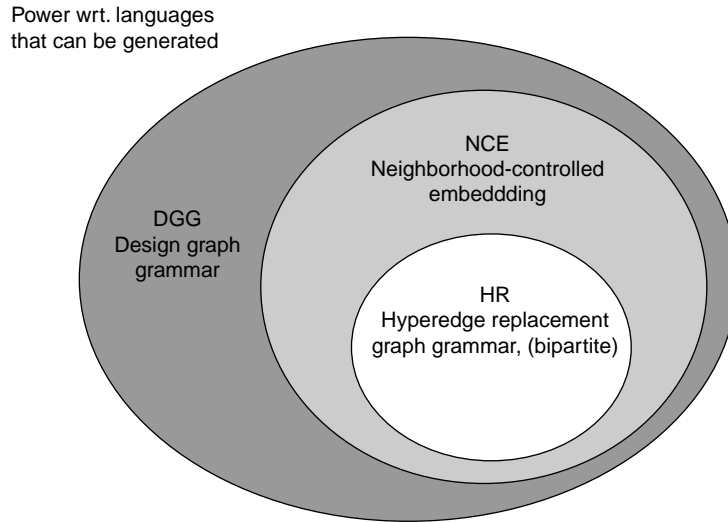 Power wrt. languages
that can be generated
NCE
Neighborhood-controlled
embeddding
DGG
Design graph
grammar
HR
Hyperedge replacement
graph grammar, (bipartite)